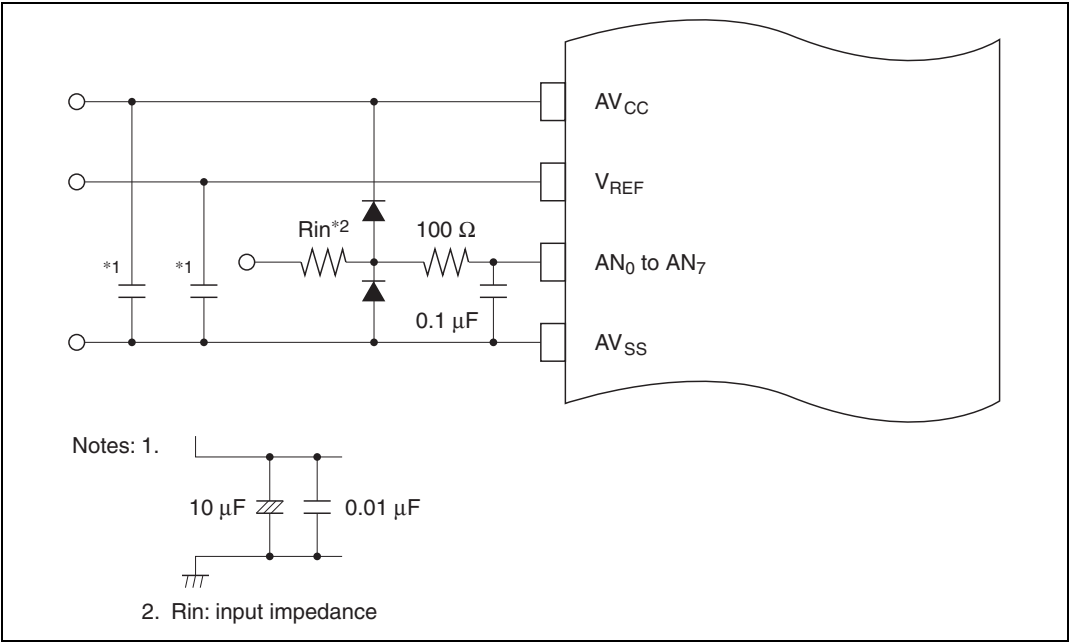 AVCC
VREF
Rin*2
100 Ω
*1
*1
AN0 to AN7
0.1 μF
AVSS
Notes: 1.
10 μF
0.01 μF
2. Rin: input impedance